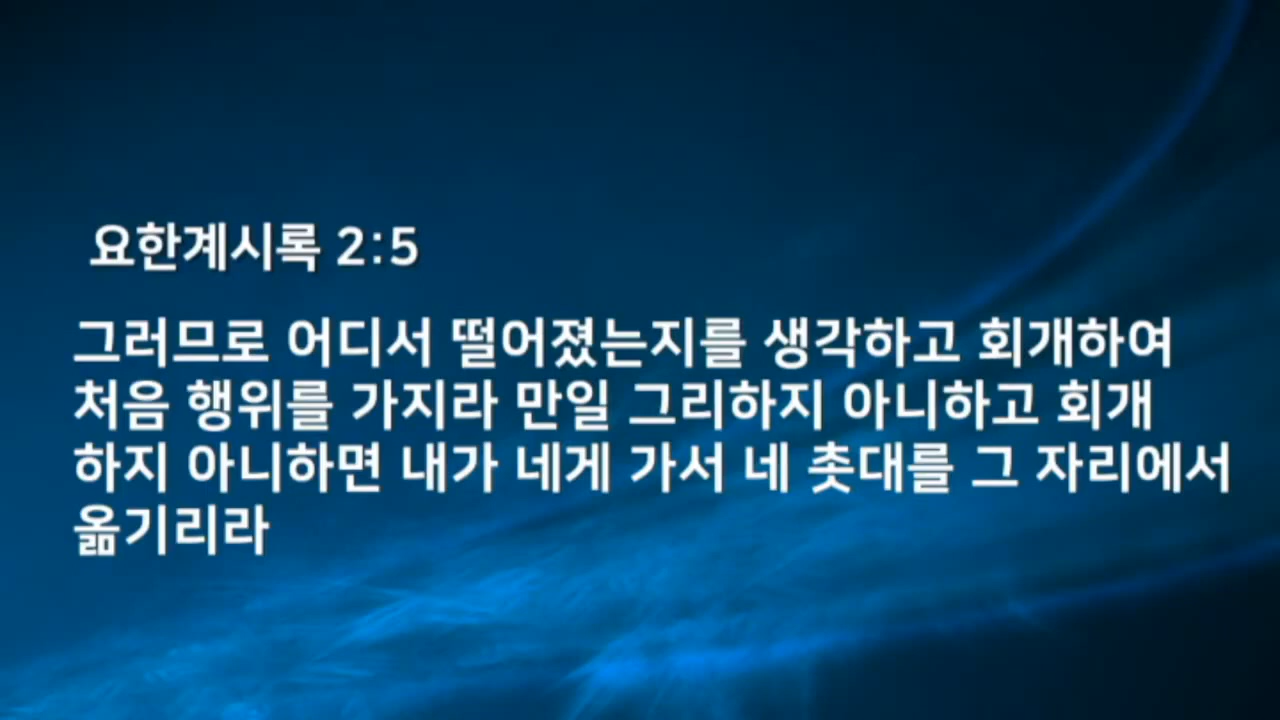 요한계시록 2:5
그러므로 어디서 떨어졌는지를 생각하고 회개하여
처음 행위를 가지라 만일 그리하지 아니하고 회개
하지 아니하면 내가 네게 가서 네 촛대를 그 자리에서
옮기리라